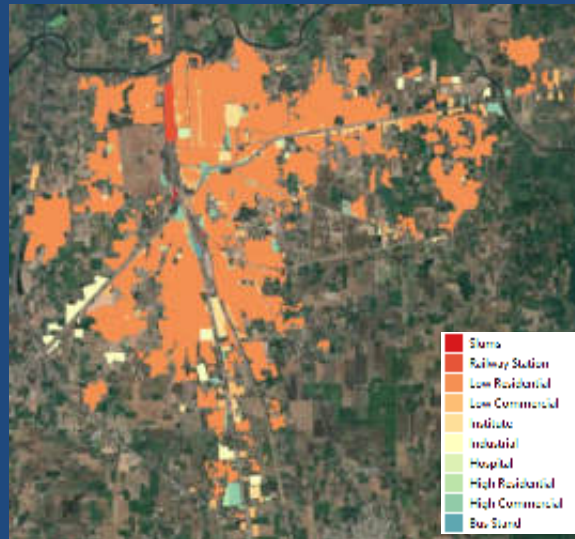 Slums
Railway Station
Low Residential
Low Commercial
Institute
Industrial
Hospital
High Residential
High Commercial
Bus Stand